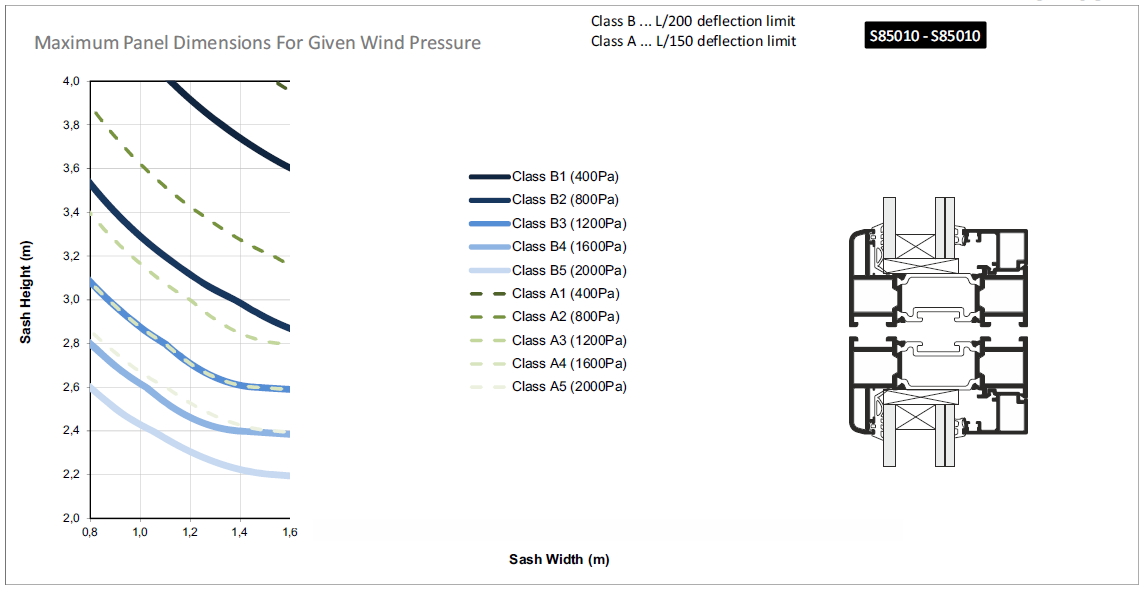 Class B ... L/200 deflection limit
Maximum Panel Dimensions For Given Wind Pressure
Class A ... L/150 deflection limit
S85010 - S85010
4,0
3,8
3,6
3,4
3,2
3,0
2,8
2,6
2,4
2,2
2,0
Sash Height (m)
0,8
1,0
1,2
1,4
1,6
Sash Width (m)
Class B1 (400Pa)
Class B2 (800Pa)
Class B3 (1200Pa)
Class B4 (1600Pa)
Class B5 (2000Pa)
Class A1 (400Pa)
Class A2 (800Pa)
Class A3 (1200Pa)
Class A4 (1600Pa)
Class A5 (2000Pa)